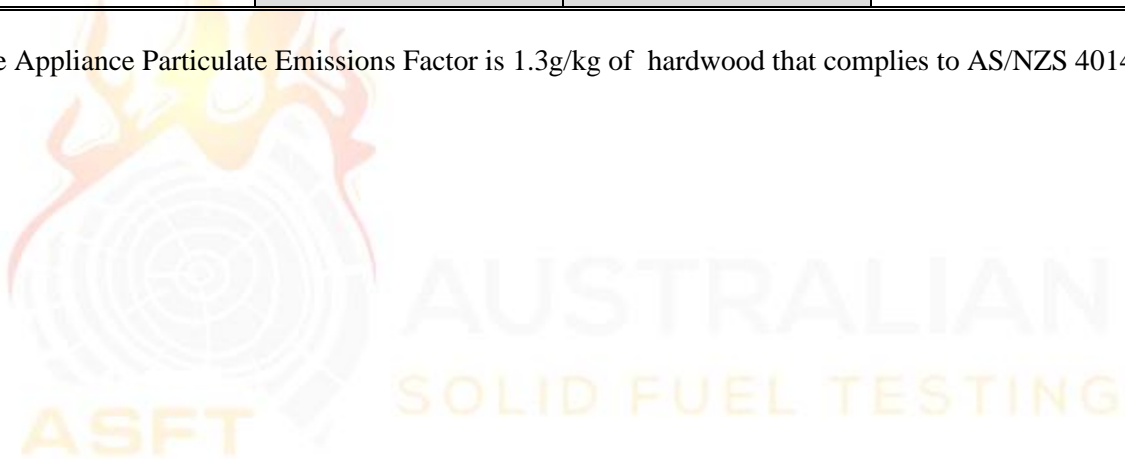 e Appliance Particulate Emissions Factor is 1.3g/kg of  hardwood that complies to AS/NZS 4014
AUSTRALIAN
SOLID FUEL TESTING
ASFT